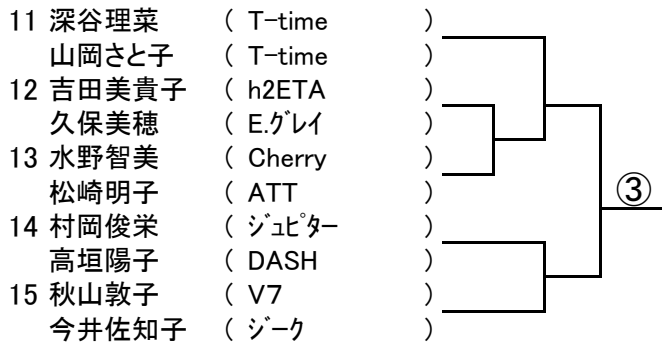 11 深谷理菜 ( T-time )
山岡さと子 ( T-time )
12 吉田美貴子 ( h2ETA )
久保美穂 ( E.グレイ )
13 水野智美 ( Cherry )
松崎明子 ( ATT )
③
14 村岡俊栄 ( ジュピター )
高垣陽子 ( DASH )
15 秋山敦子 ( V7 )
今井佐知子 ( ジーク )